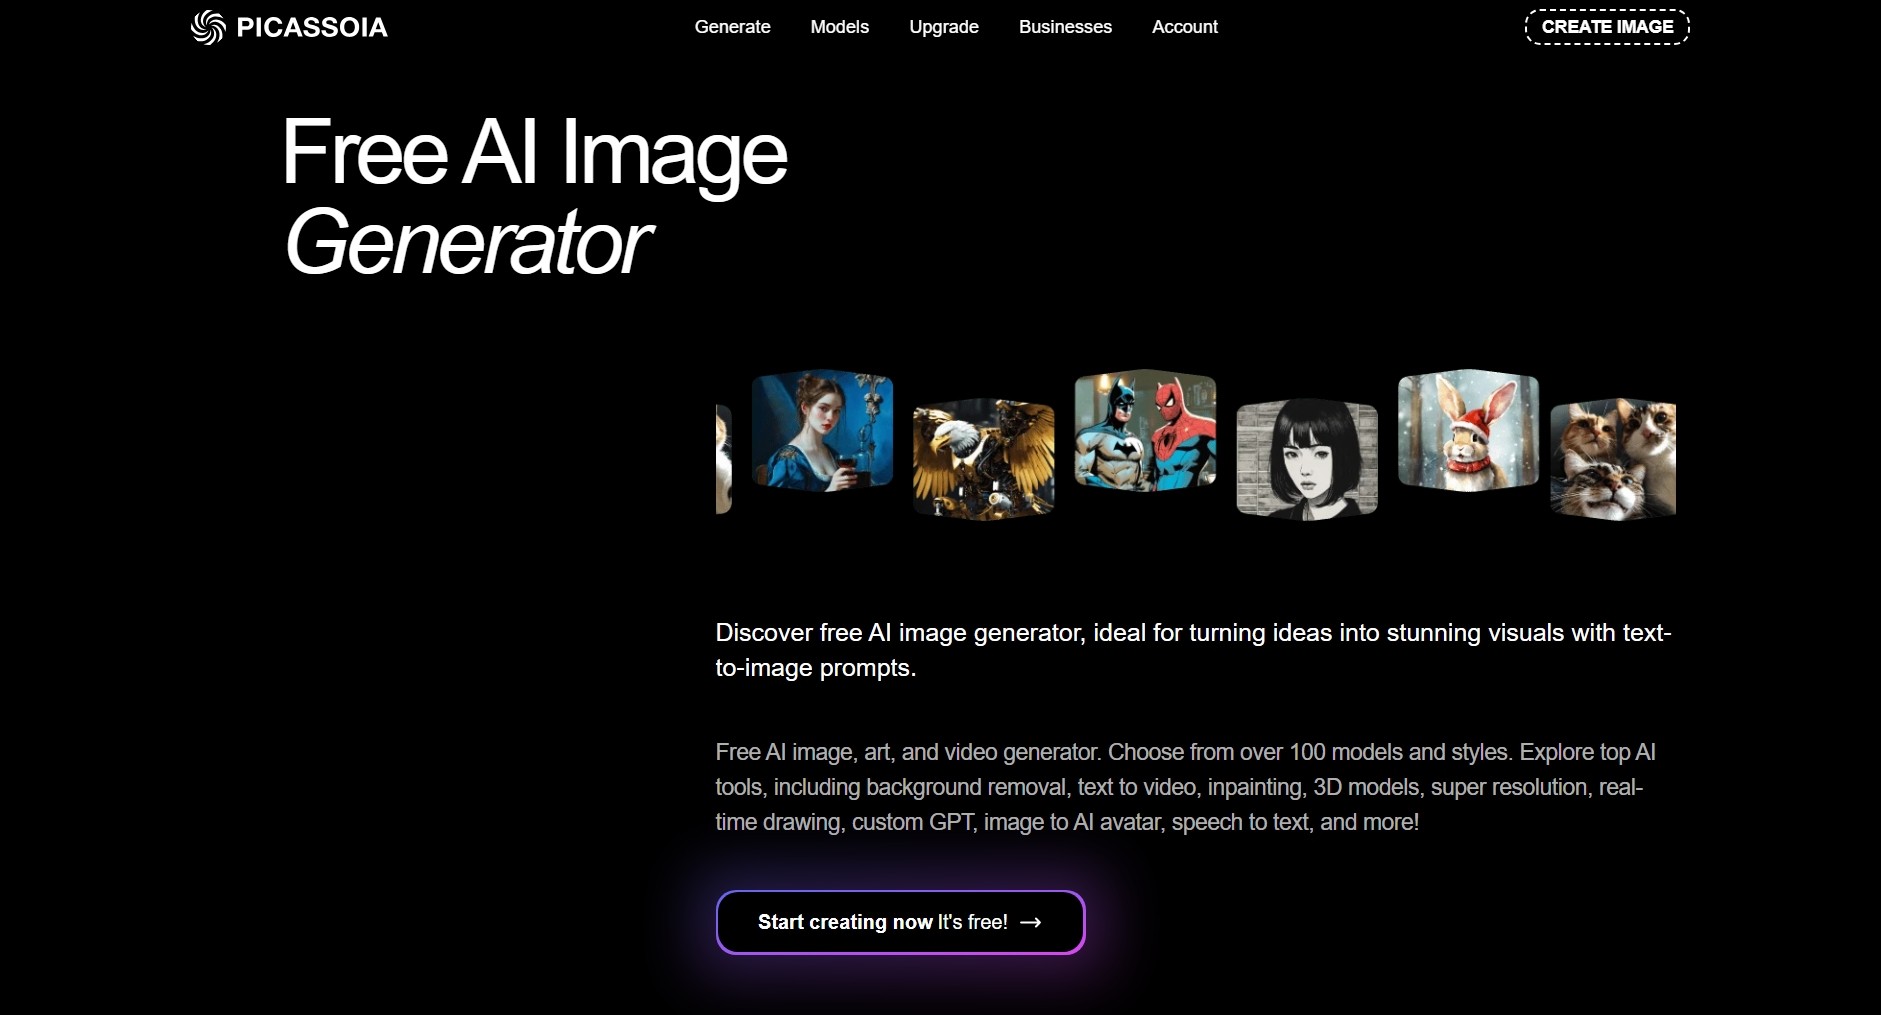 PICASSOIA
Generate
Models
Upgrade
Businesses
Account
CREATE IMAGE
Free AI Image
Generator
Discover free AI image generator, ideal for turning ideas into stunning visuals with text-
to-image prompts.
Free AI image, art, and video generator. Choose from over 100 models and styles. Explore top AI
tools, including background removal, text to video, inpainting, 3D models, super resolution, real-
time drawing, custom GPT, image to AI avatar, speech to text, and more!
Start creating now It's free!